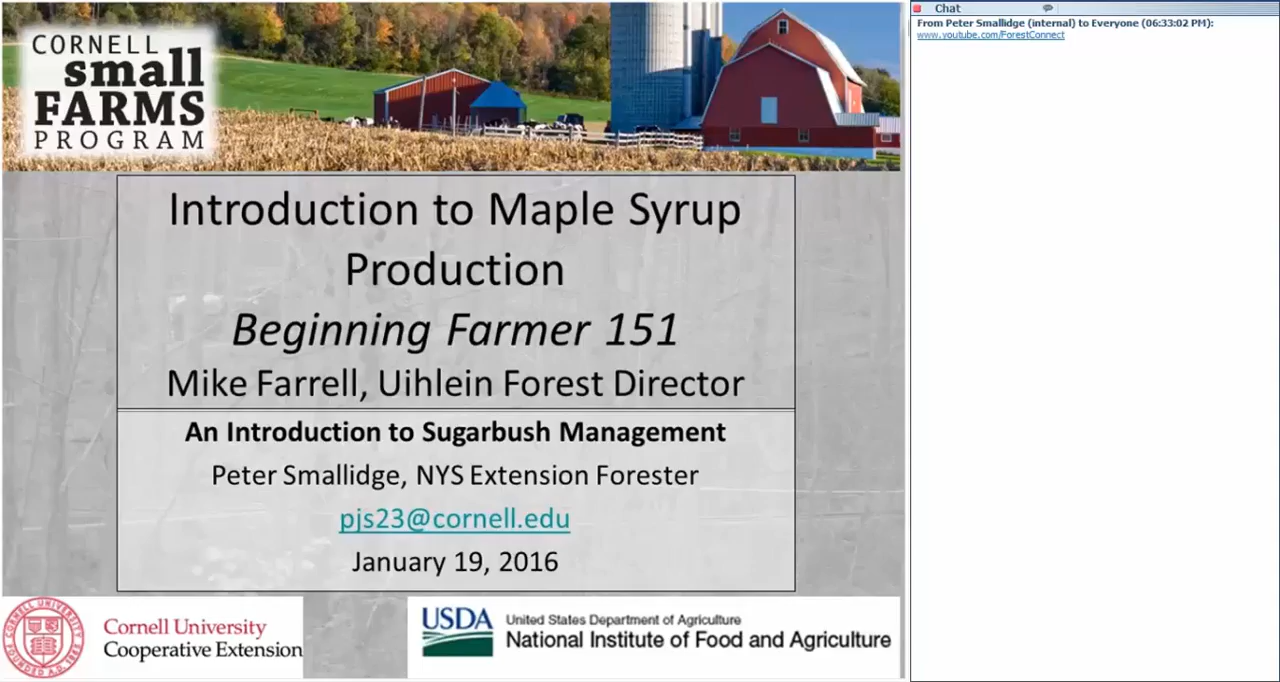 CORNELL
small
FARMS
PROGRAM
Introduction to Maple Syrup
Production
Beginning Farmer 151
Mike Farrell, Uihlein Forest Director
An Introduction to Sugarbush Management
Peter Smallidge, NYS Extension Forester
pjs23@cornell.edu
January 19, 2016
Cornell University
Cooperative Extension
USDA
United States Department of Agriculture
National Institute of Food and Agriculture
Chat
From Peter Smallidge (internal) to Everyone (06:33:02 PM):
www.youtube.com/ForestConnect